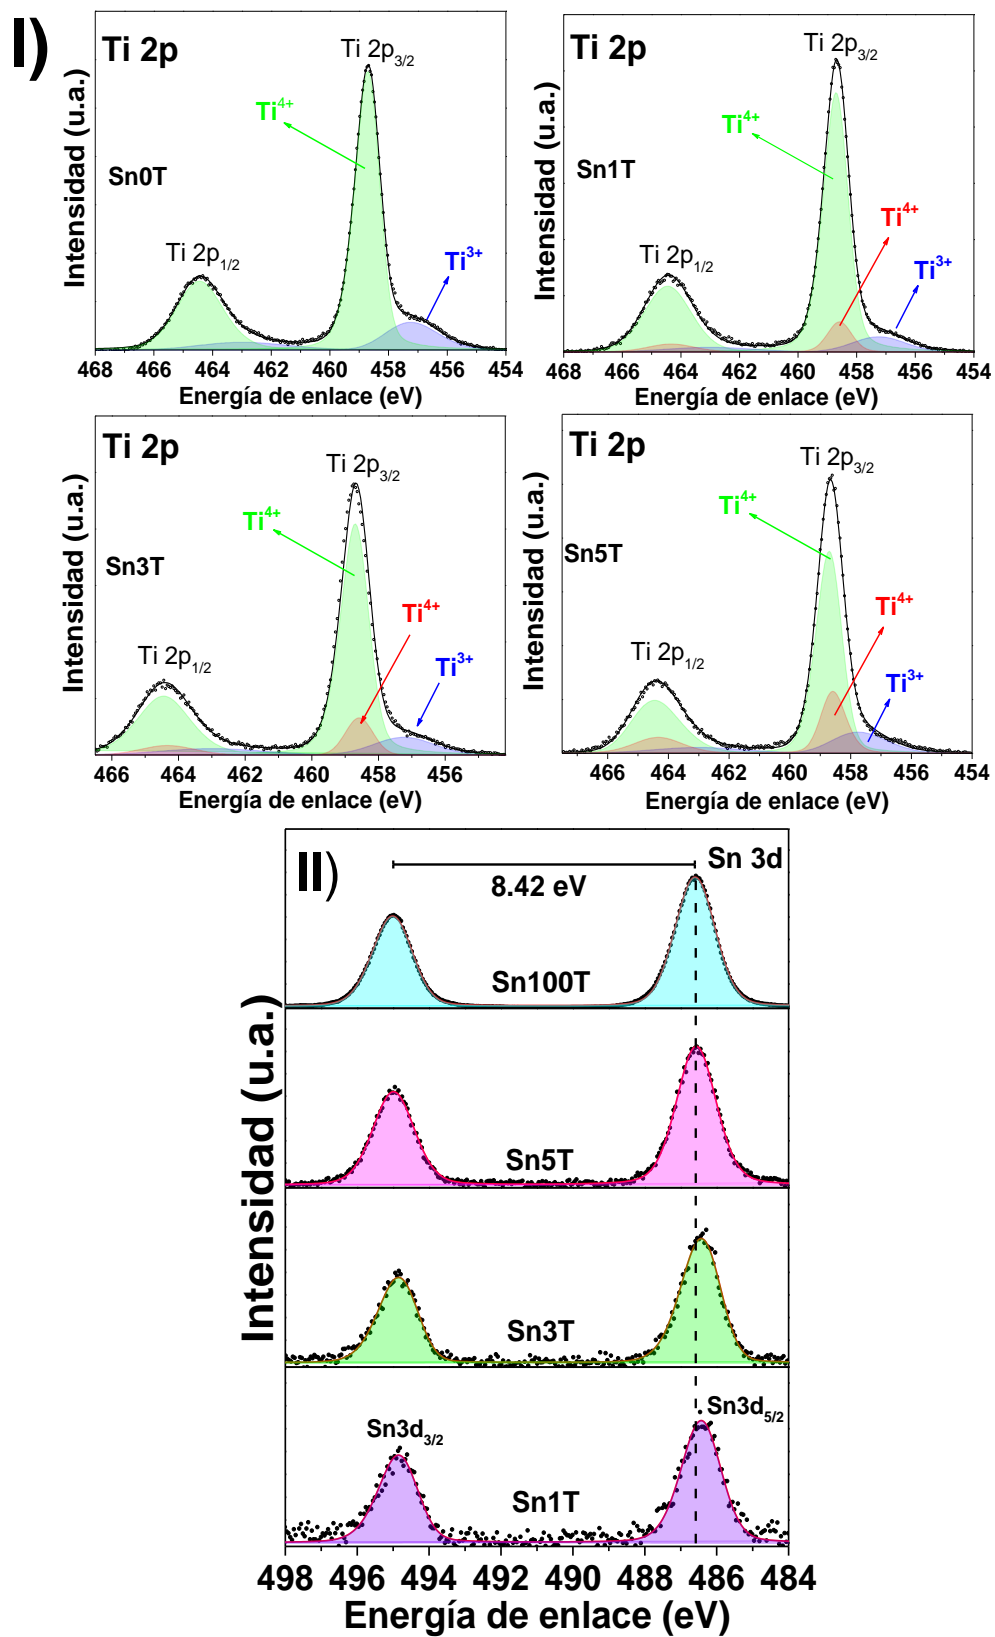 I)
Ti 2p
Ti 2p3/2
Ti4+
Sn0T
Ti 2p1/2
Ti3+
Intensidad (u.a.)
468 466 464 462 460 458 456 454
Energía de enlace (eV)
Ti 2p
Ti 2p3/2
Ti4+
Sn1T
Ti4+
Ti 2p1/2
Ti3+
Intensidad (u.a.)
468 466 464 462 460 458 456 454
Energía de enlace (eV)
Ti 2p
Ti 2p3/2
Ti4+
Sn3T
Ti4+
Ti 2p1/2
Ti3+
Intensidad (u.a.)
466 464 462 460 458 456
Energía de enlace (eV)
Ti 2p
Ti 2p3/2
Ti4+
Sn5T
Ti4+
Ti 2p1/2
Ti3+
Intensidad (u.a.)
466 464 462 460 458 456 454
Energía de enlace (eV)
II)
Sn 3d
8.42 eV
Sn100T
Sn5T
Sn3T
Sn3d5/2
Sn3d3/2
Sn1T
Intensidad (u.a.)
498 496 494 492 490 488 486 484
Energía de enlace (eV)